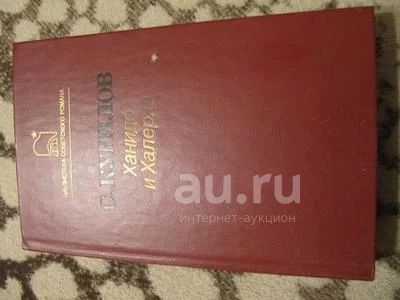 БИБЛИОТЕКА СОВЕТСКОГО РОМАНА
С. КУРИЛОВ
Ханидо
и Халерха
au.ru
интернет-аукцион